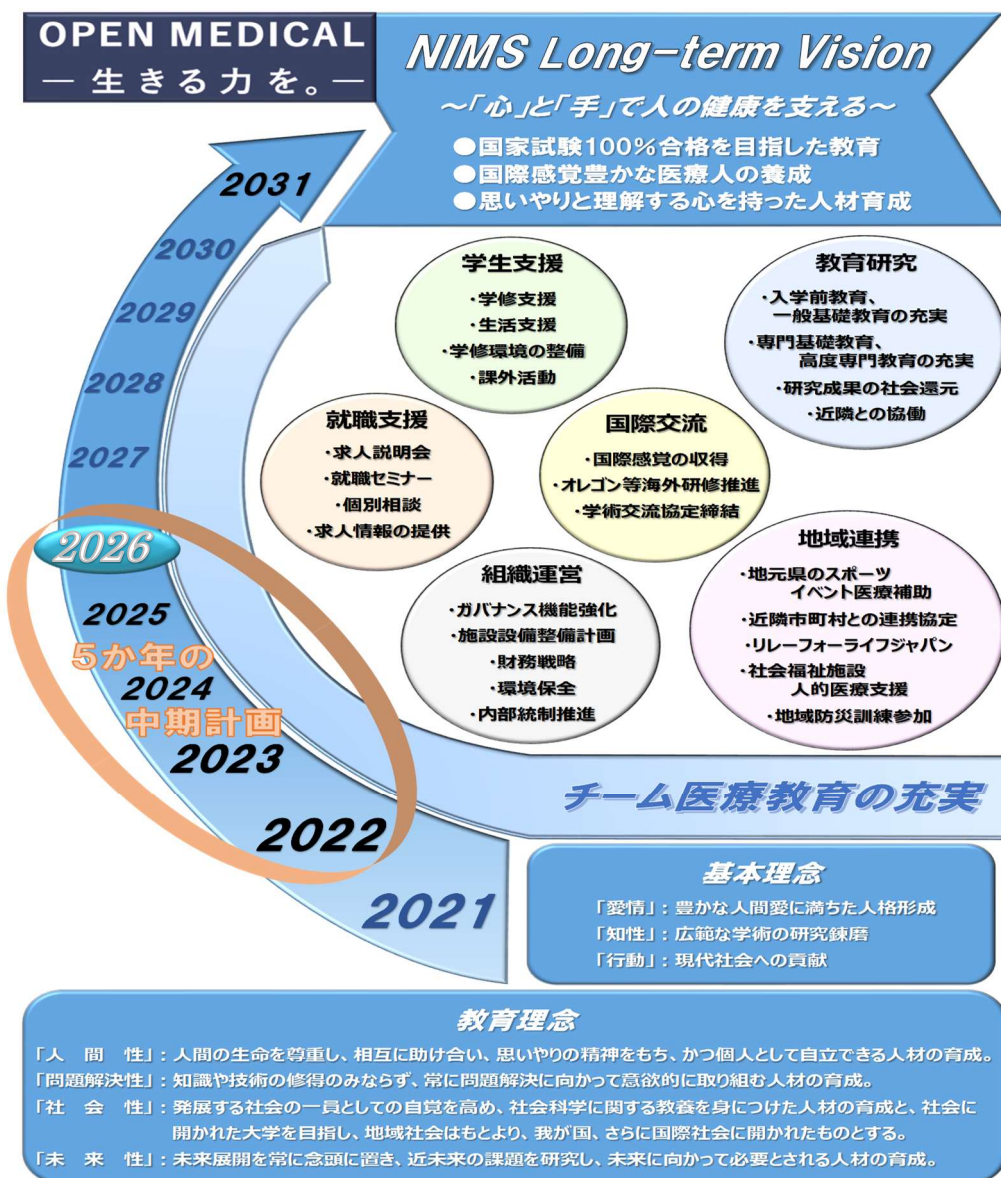 OPEN MEDICAL
― 生きる力を。―
NIMS Long-term Vision
～「心」と「手」で人の健康を支える～
●国家試験100％合格を目指した教育
●国際感覚豊かな医療人の養成
●思いやりと理解する心を持った人材育成
2031
2030
2029
2028
2027
2026
2025
5か年の
2024
中期計画
2023
2022
2021
学生支援
・学修支援
・生活支援
・学修環境の整備
・課外活動
教育研究
・入学前教育、
一般基礎教育の充実
・専門基礎教育、
高度専門教育の充実
・研究成果の社会還元
・近隣との協働
就職支援
・求人説明会
・就職セミナー
・個別相談
・求人情報の提供
国際交流
・国際感覚の収得
・オレゴン等海外研修推進
・学術交流協定締結
組織運営
・ガバナンス機能強化
・施設設備整備計画
・財務戦略
・環境保全
・内部統制推進
地域連携
・地元県のスポーツ
イベント医療補助
・近隣市町村との連携協定
・リレーフォーライフジャパン
・社会福祉施設
人的医療支援
・地域防災訓練参加
チーム医療教育の充実
基本理念
「愛情」：豊かな人間愛に満ちた人格形成
「知性」：広範な学術の研究錬磨
「行動」：現代社会への貢献
教育理念
「人　間　性」：人間の生命を尊重し、相互に助け合い、思いやりの精神をもち、かつ個人として自立できる人材の育成。
「問題解決性」：知識や技術の修得のみならず、常に問題解決に向かって意欲的に取り組む人材の育成。
「社　会　性」：発展する社会の一員としての自覚を高め、社会科学に関する教養を身につけた人材の育成と、社会に
開かれた大学を目指し、地域社会はもとより、我が国、さらに国際社会に開かれたものとする。
「未　来　性」：未来展開を常に念頭に置き、近未来の課題を研究し、未来に向かって必要とされる人材の育成。